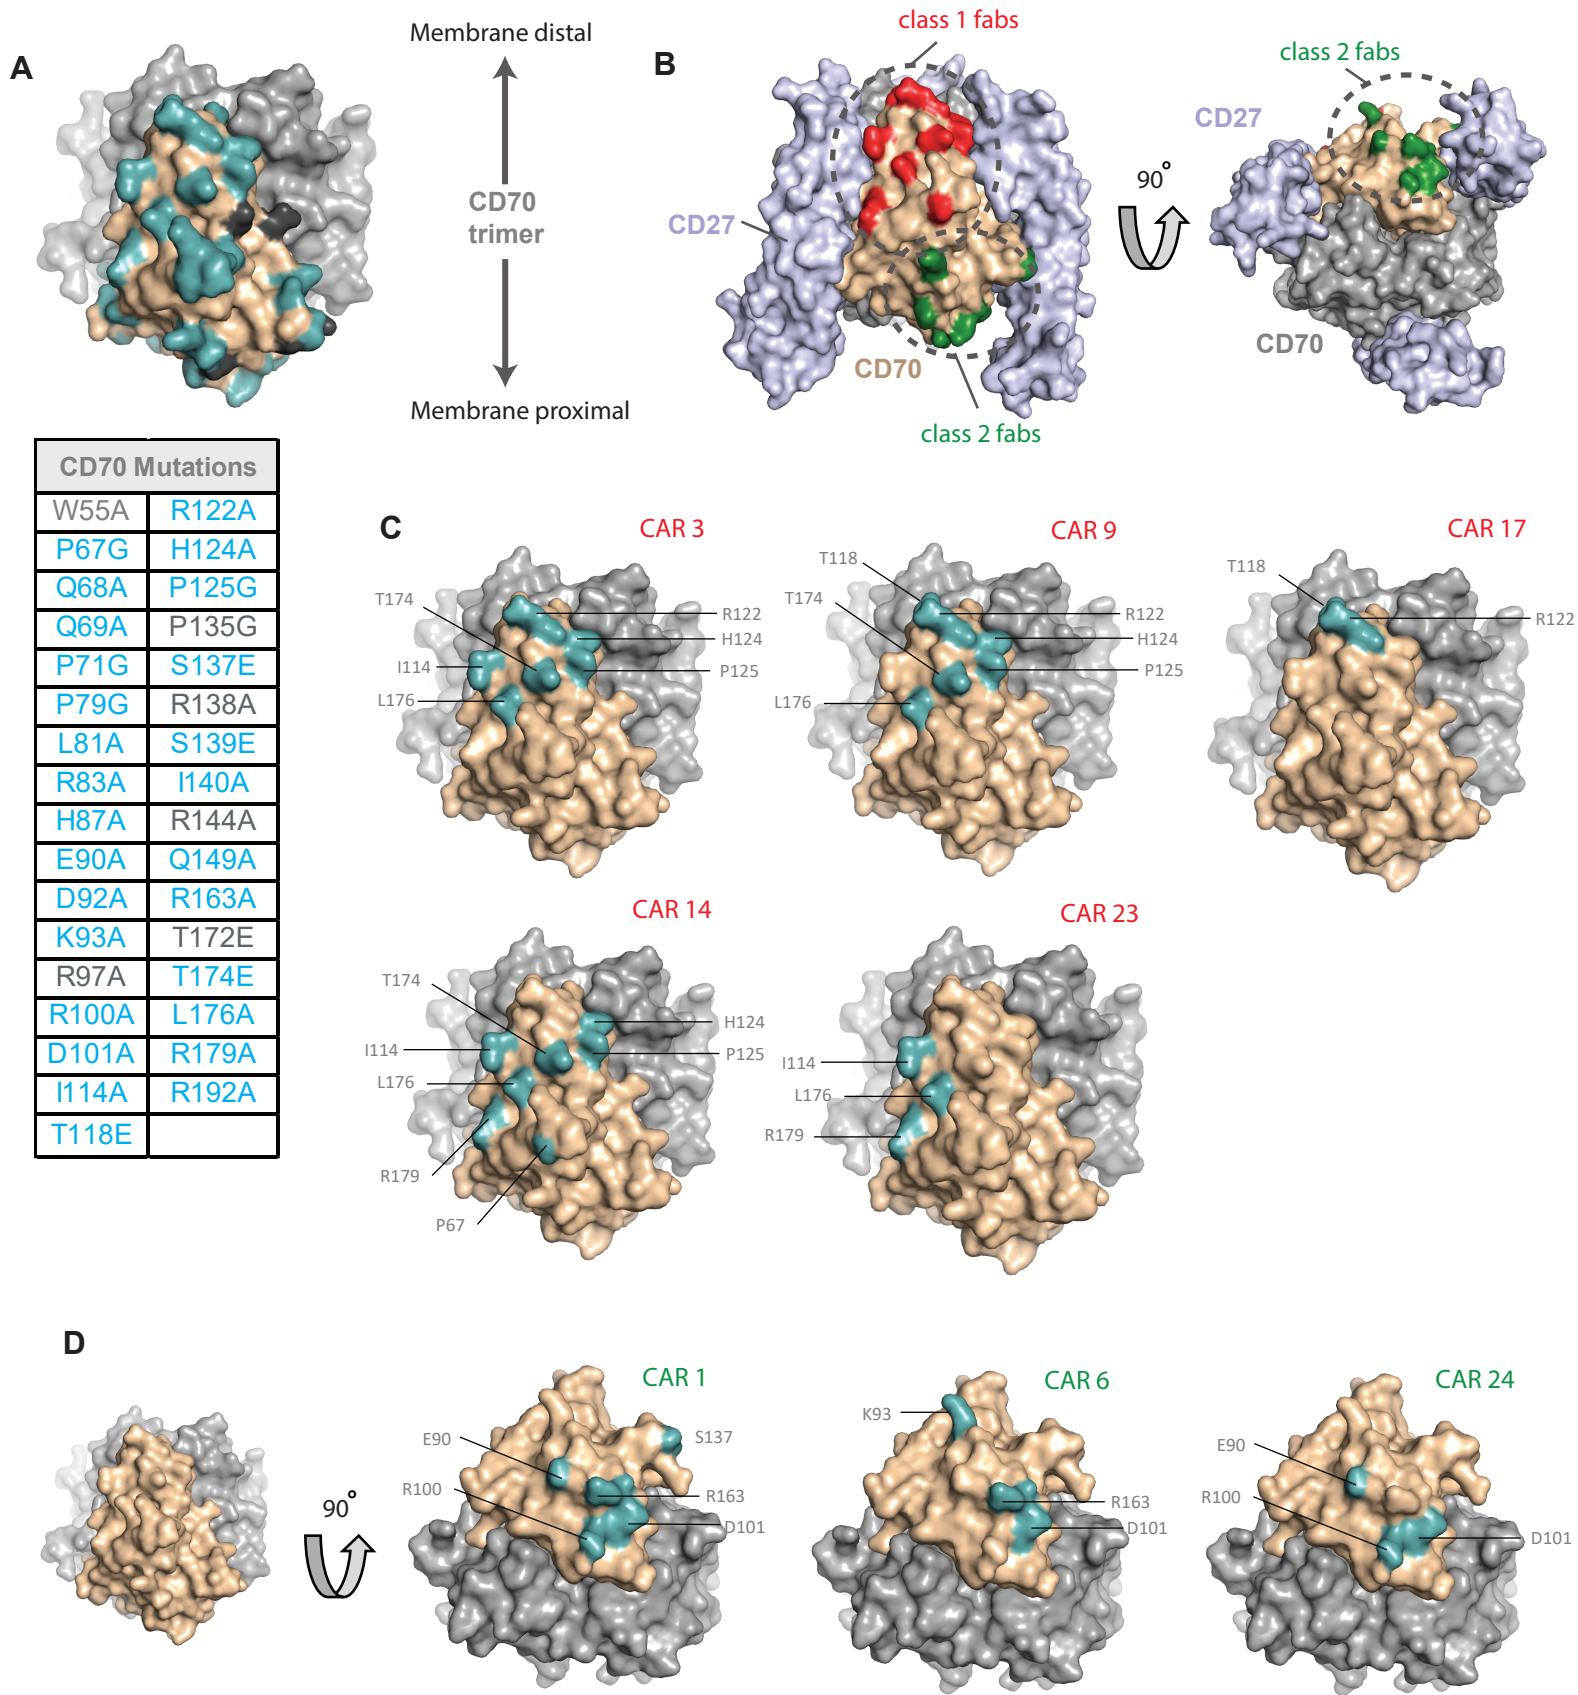 A
Membrane distal
CD70
trimer
Membrane proximal
B
class 1 fabs
class 2 fabs
CD27
CD27
90°
CD70
CD70
class 2 fabs
CD70 Mutations
W55A R122A
P67G H124A
Q68A P125G
Q69A P135G
P71G S137E
P79G R138A
L81A S139E
R83A I140A
H87A R144A
E90A Q149A
D92A R163A
K93A T172E
R97A T174E
R100A L176A
D101A R179A
I114A R192A
T118E
C
CAR 3
T174
R122
H124
I114
P125
L176
CAR 9
T118
T174
R122
H124
P125
L176
CAR 17
T118
R122
CAR 14
T174
H124
I114
P125
L176
R179
P67
CAR 23
I114
L176
R179
D
90°
CAR 1
E90
S137
R100
R163
D101
CAR 6
K93
R163
D101
CAR 24
E90
R100
D101